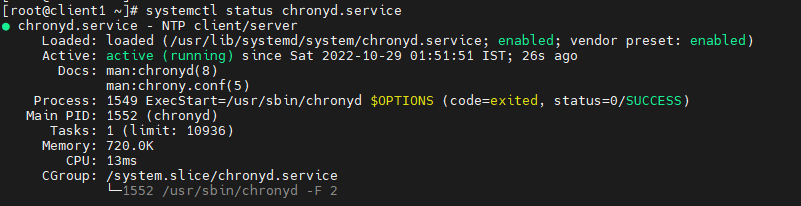 [root@client1 ~]# systemctl status chronyd.service
● chronyd.service - NTP client/server
Loaded: loaded (/usr/lib/systemd/system/chronyd.service; enabled; vendor preset: enabled)
Active: active (running) since Sat 2022-10-29 01:51:51 IST; 26s ago
Docs: man:chronyd(8)
man:chrony.conf(5)
Process: 1549 ExecStart=/usr/sbin/chronyd $OPTIONS (code=exited, status=0/SUCCESS)
Main PID: 1552 (chronyd)
Tasks: 1 (limit: 10936)
Memory: 720.0K
CPU: 13ms
CGroup: /system.slice/chronyd.service
└─1552 /usr/sbin/chronyd -F 2